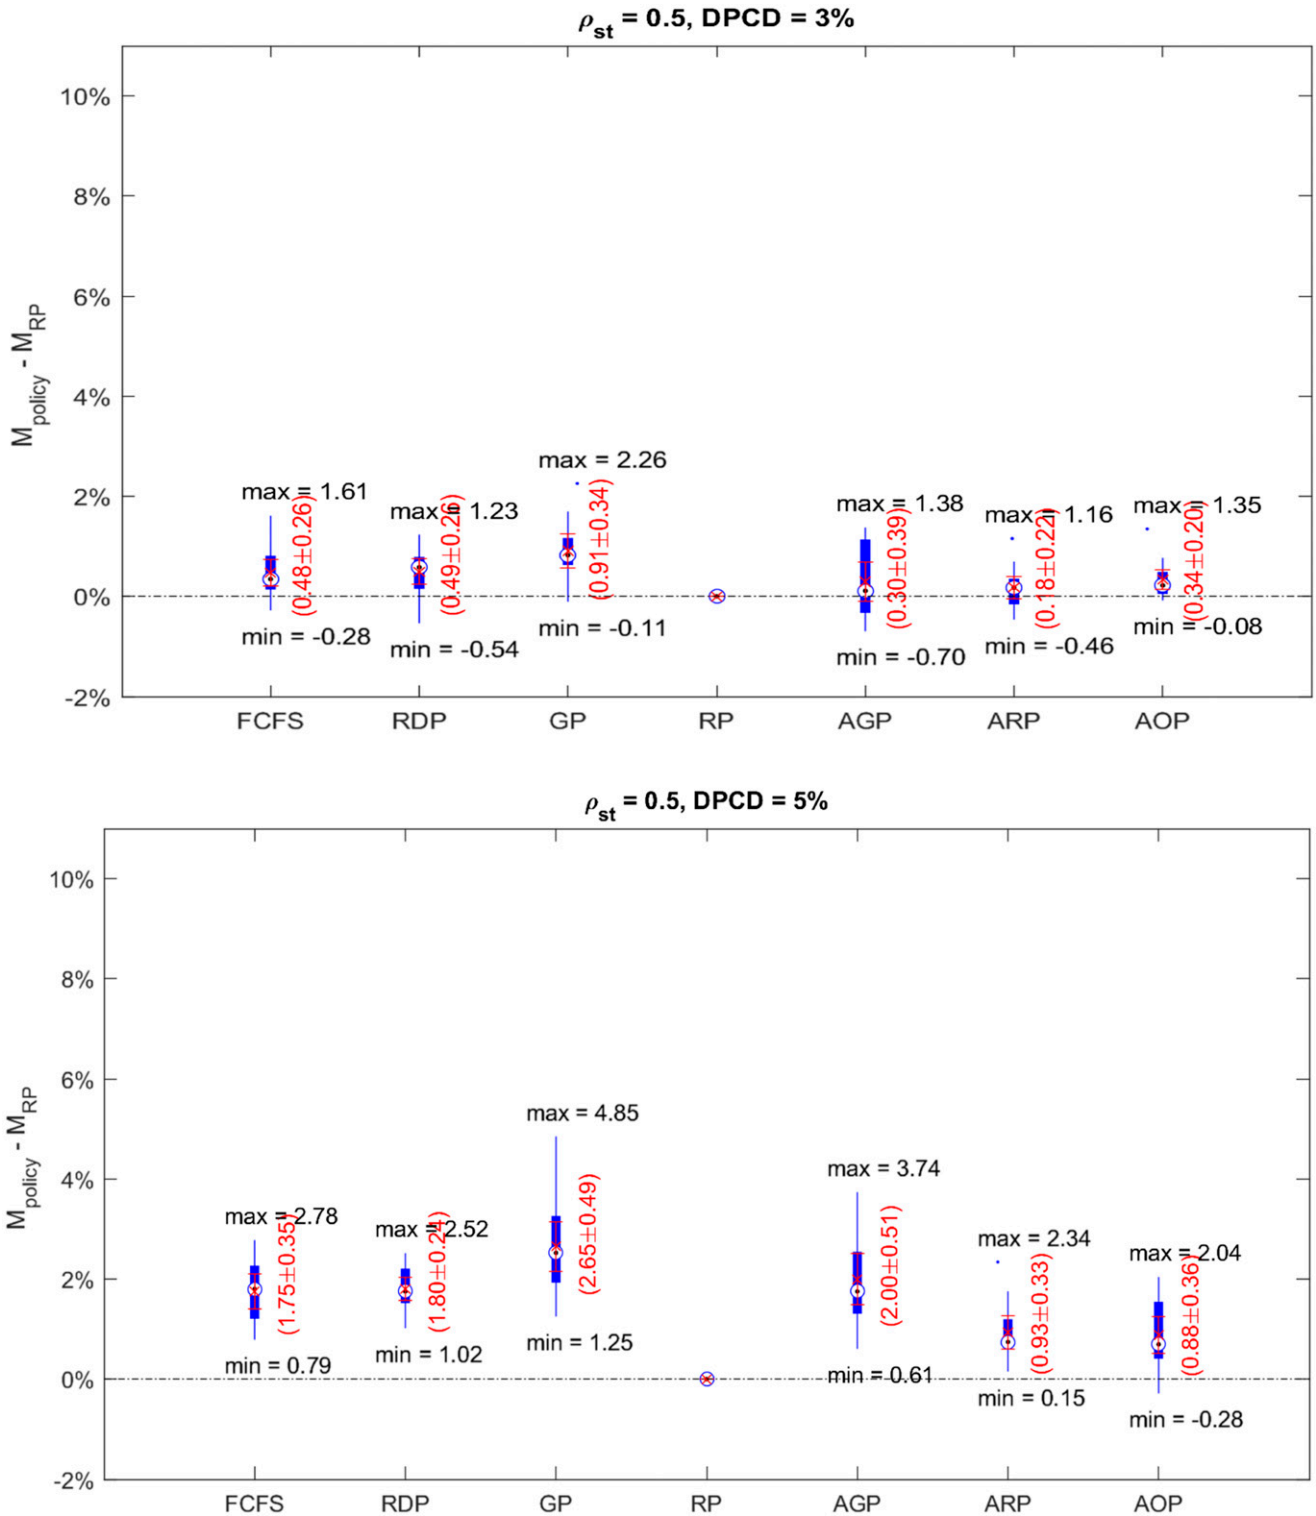 ρst = 0.5, DPCD = 3%
10%
8%
6%
4%
2%
0%
-2%
Mpolicy - MRP
max = 2.26
max = 1.61
max = 1.23
max = 1.38
max = 1.16
max = 1.35
(0.48±0.26)
(0.49±0.26)
(0.91±0.34)
(0.30±0.39)
(0.18±0.22)
(0.34±0.20)
min = -0.28
min = -0.54
min = -0.11
min = -0.70
min = -0.46
min = -0.08
FCFS RDP GP RP AGP ARP AOP
ρst = 0.5, DPCD = 5%
10%
8%
6%
4%
2%
0%
-2%
Mpolicy - MRP
max = 2.78
max = 2.52
max = 4.85
max = 3.74
max = 2.34
max = 2.04
(1.75±0.35)
(1.80±0.24)
(2.65±0.49)
(2.00±0.51)
(0.93±0.33)
(0.88±0.36)
min = 0.79
min = 1.02
min = 1.25
min = 0.61
min = 0.15
min = -0.28
FCFS RDP GP RP AGP ARP AOP